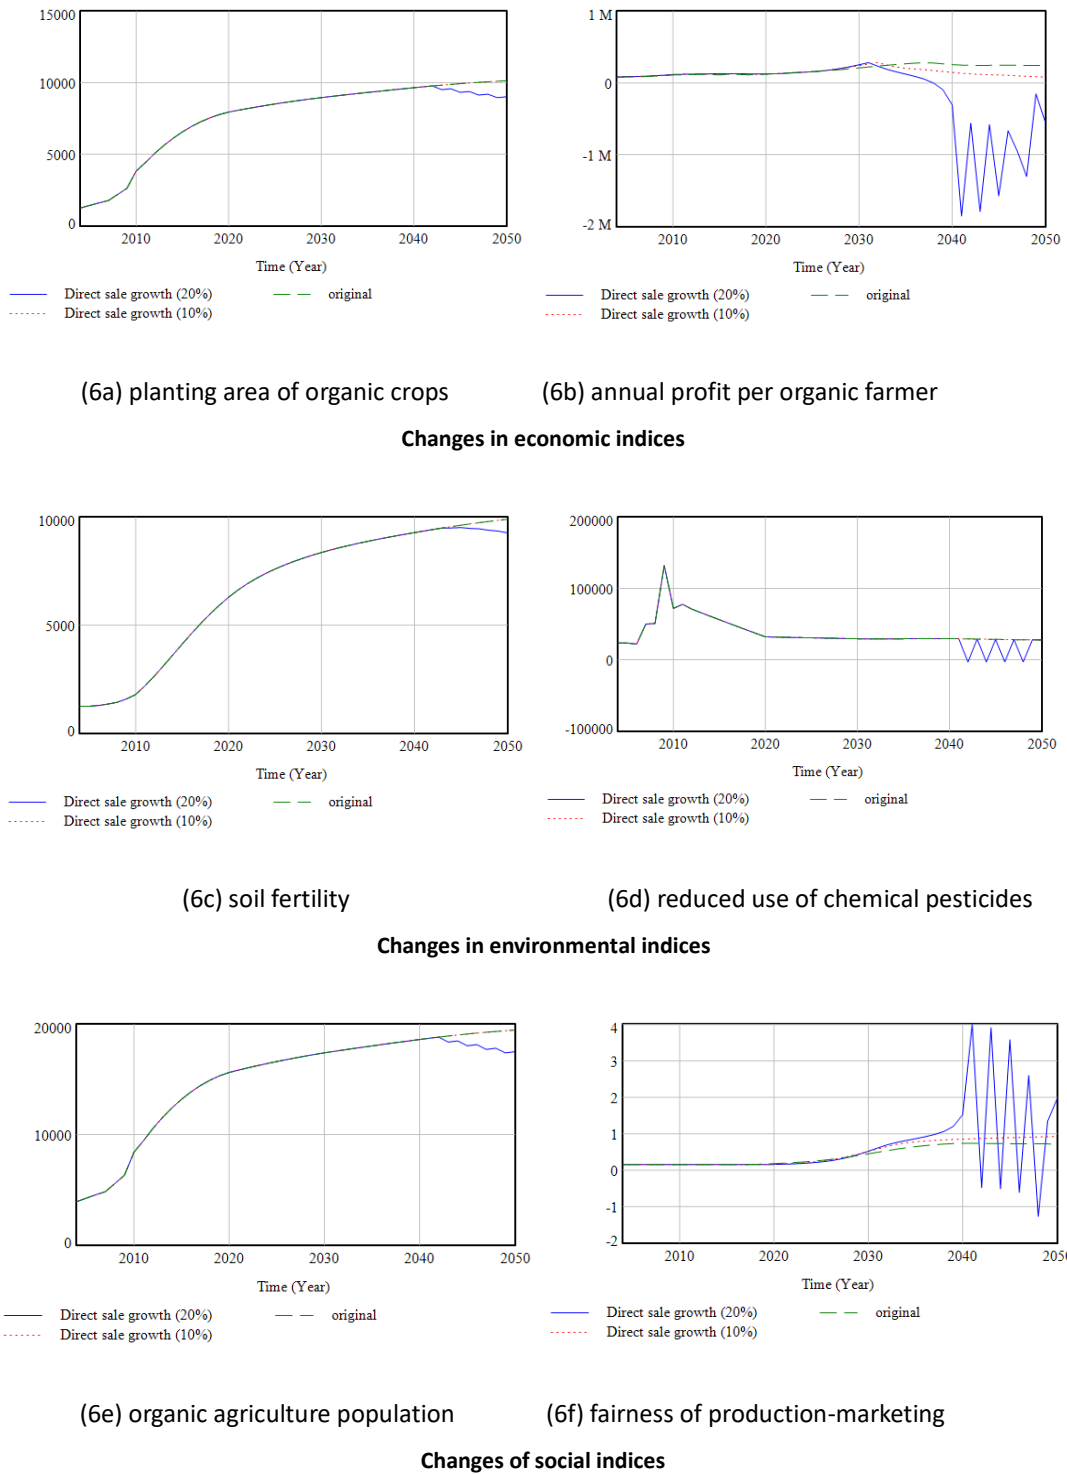 15000
10000
5000
0
2010 2020 2030 2040 2050
Time (Year)
Direct sale growth (20%) original
Direct sale growth (10%)
1 M
0
-1 M
-2 M
2010 2020 2030 2040 2050
Time (Year)
Direct sale growth (20%) original
Direct sale growth (10%)
(6a) planting area of organic crops
(6b) annual profit per organic farmer
Changes in economic indices
10000
5000
0
2010 2020 2030 2040 2050
Time (Year)
Direct sale growth (20%) original
Direct sale growth (10%)
200000
100000
0
-100000
2010 2020 2030 2040 2050
Time (Year)
Direct sale growth (20%) original
Direct sale growth (10%)
(6c) soil fertility
(6d) reduced use of chemical pesticides
Changes in environmental indices
20000
10000
0
2010 2020 2030 2040 2050
Time (Year)
Direct sale growth (20%) original
Direct sale growth (10%)
4
3
2
1
0
-1
-2
2010 2020 2030 2040 2050
Time (Year)
Direct sale growth (20%) original
Direct sale growth (10%)
(6e) organic agriculture population
(6f) fairness of production-marketing
Changes of social indices